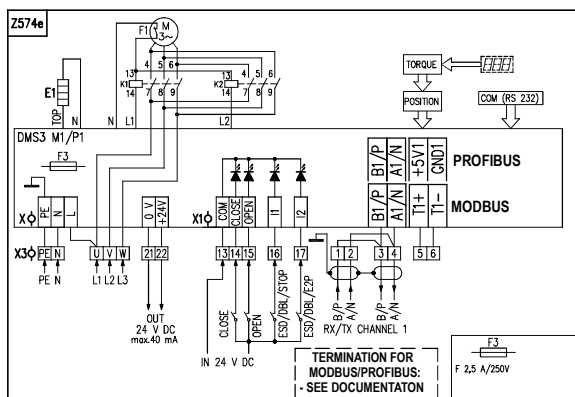 Z574e
F1
M
3~
TORQUE
POSITION
COM (RS 232)
E1
TOP
N
N
L1
L2
13
14
K1
4 5 6
7 8 9
13
14
K2
4 5 6
7 8 9
DMS3 M1/P1
F3
B1/P
A1/N
+5V1
GND1
PROFIBUS
B1/P
A1/N
T1+
T1-
MODBUS
X
PE
N
L
0 V
+24V
X1
COM
CLOSE
OPEN
I1
I2
X3
PE N
U V W
21 22
13 14 15
16
17
1 2
3 4
5 6
PE N
L1 L2 L3
OUT
24 V DC
max.40 mA
CLOSE
OPEN
ESD/DBL/STOP
ESD/DBL/E2P
IN 24 V DC
B/P
A/N
B/P
A/N
RX/TX CHANNEL 1
TERMINATION FOR
MODBUS/PROFIBUS:
- SEE DOCUMENTATON
F3
F 2,5 A/250V